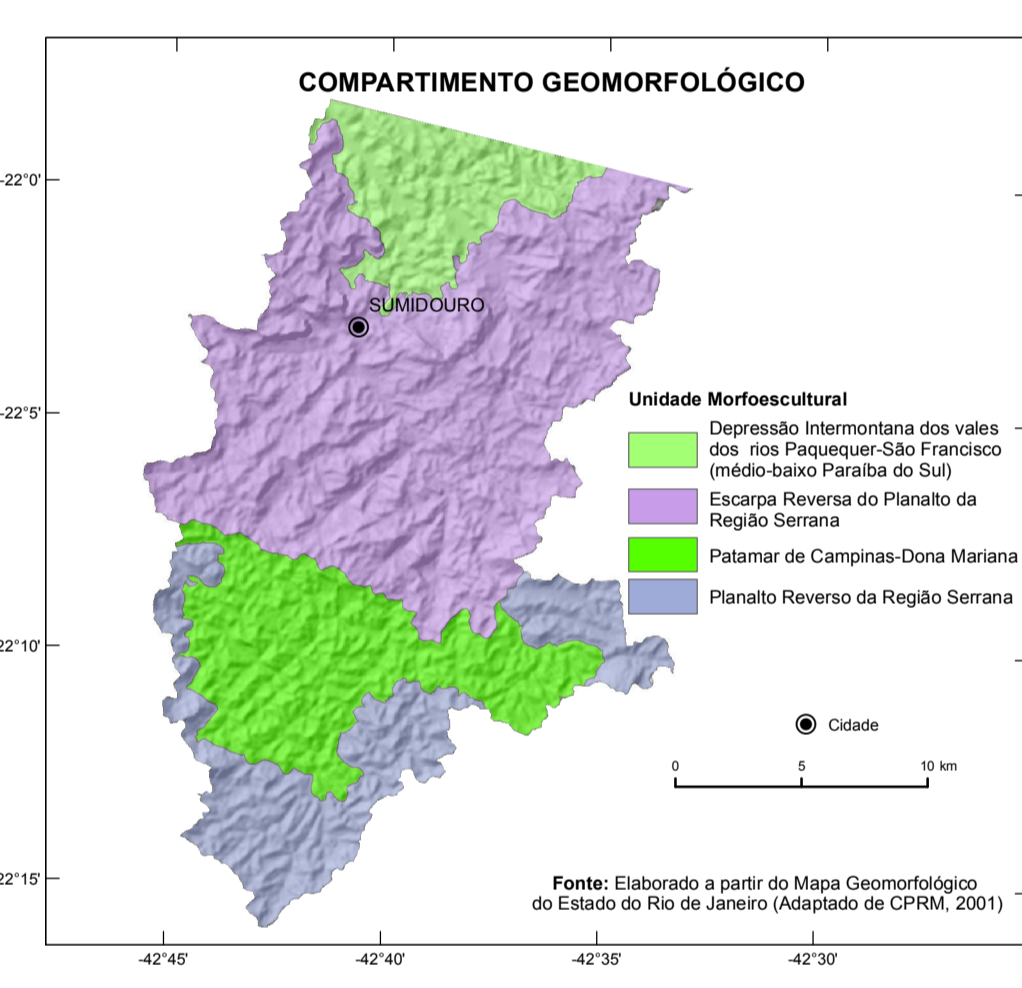 COMPARTIMENTO GEOMORFOLÓGICO
-22°0'
SUMIDOURO
-22°5'
Unidade Morfoescultural
Depressão Intermontana dos vales
dos rios Paquequer-São Francisco
(médio-baixo Paraíba do Sul)
Escarpa Reversa do Planalto da
Região Serrana
Patamar de Campinas-Dona Mariana
Planalto Reverso da Região Serrana
22°10'
Cidade
0 5 10 km
22°15'
Fonte: Elaborado a partir do Mapa Geomorfológico
do Estado do Rio de Janeiro (Adaptado de CPRM, 2001)
-42°45' -42°40' -42°35' -42°30'